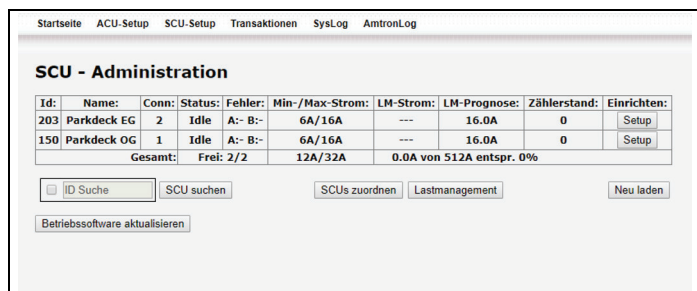 Startseite ACU-Setup SCU-Setup Transaktionen SysLog AmtronLog
SCU - Administration
Id: Name: Conn: Status: Fehler: Min-/Max-Strom: LM-Strom: LM-Prognose: Zählerstand: Einrichten:
203 Parkdeck EG 2 Idle A:- B:- 6A/16A --- 16.0A 0 Setup
150 Parkdeck OG 1 Idle A:- B:- 6A/16A --- 16.0A 0 Setup
Gesamt: Frei: 2/2 12A/32A 0.0A von 512A entspr. 0%
ID Suche SCU suchen SCUs zuordnen Lastmanagement Neu laden
Betriebssoftware aktualisieren